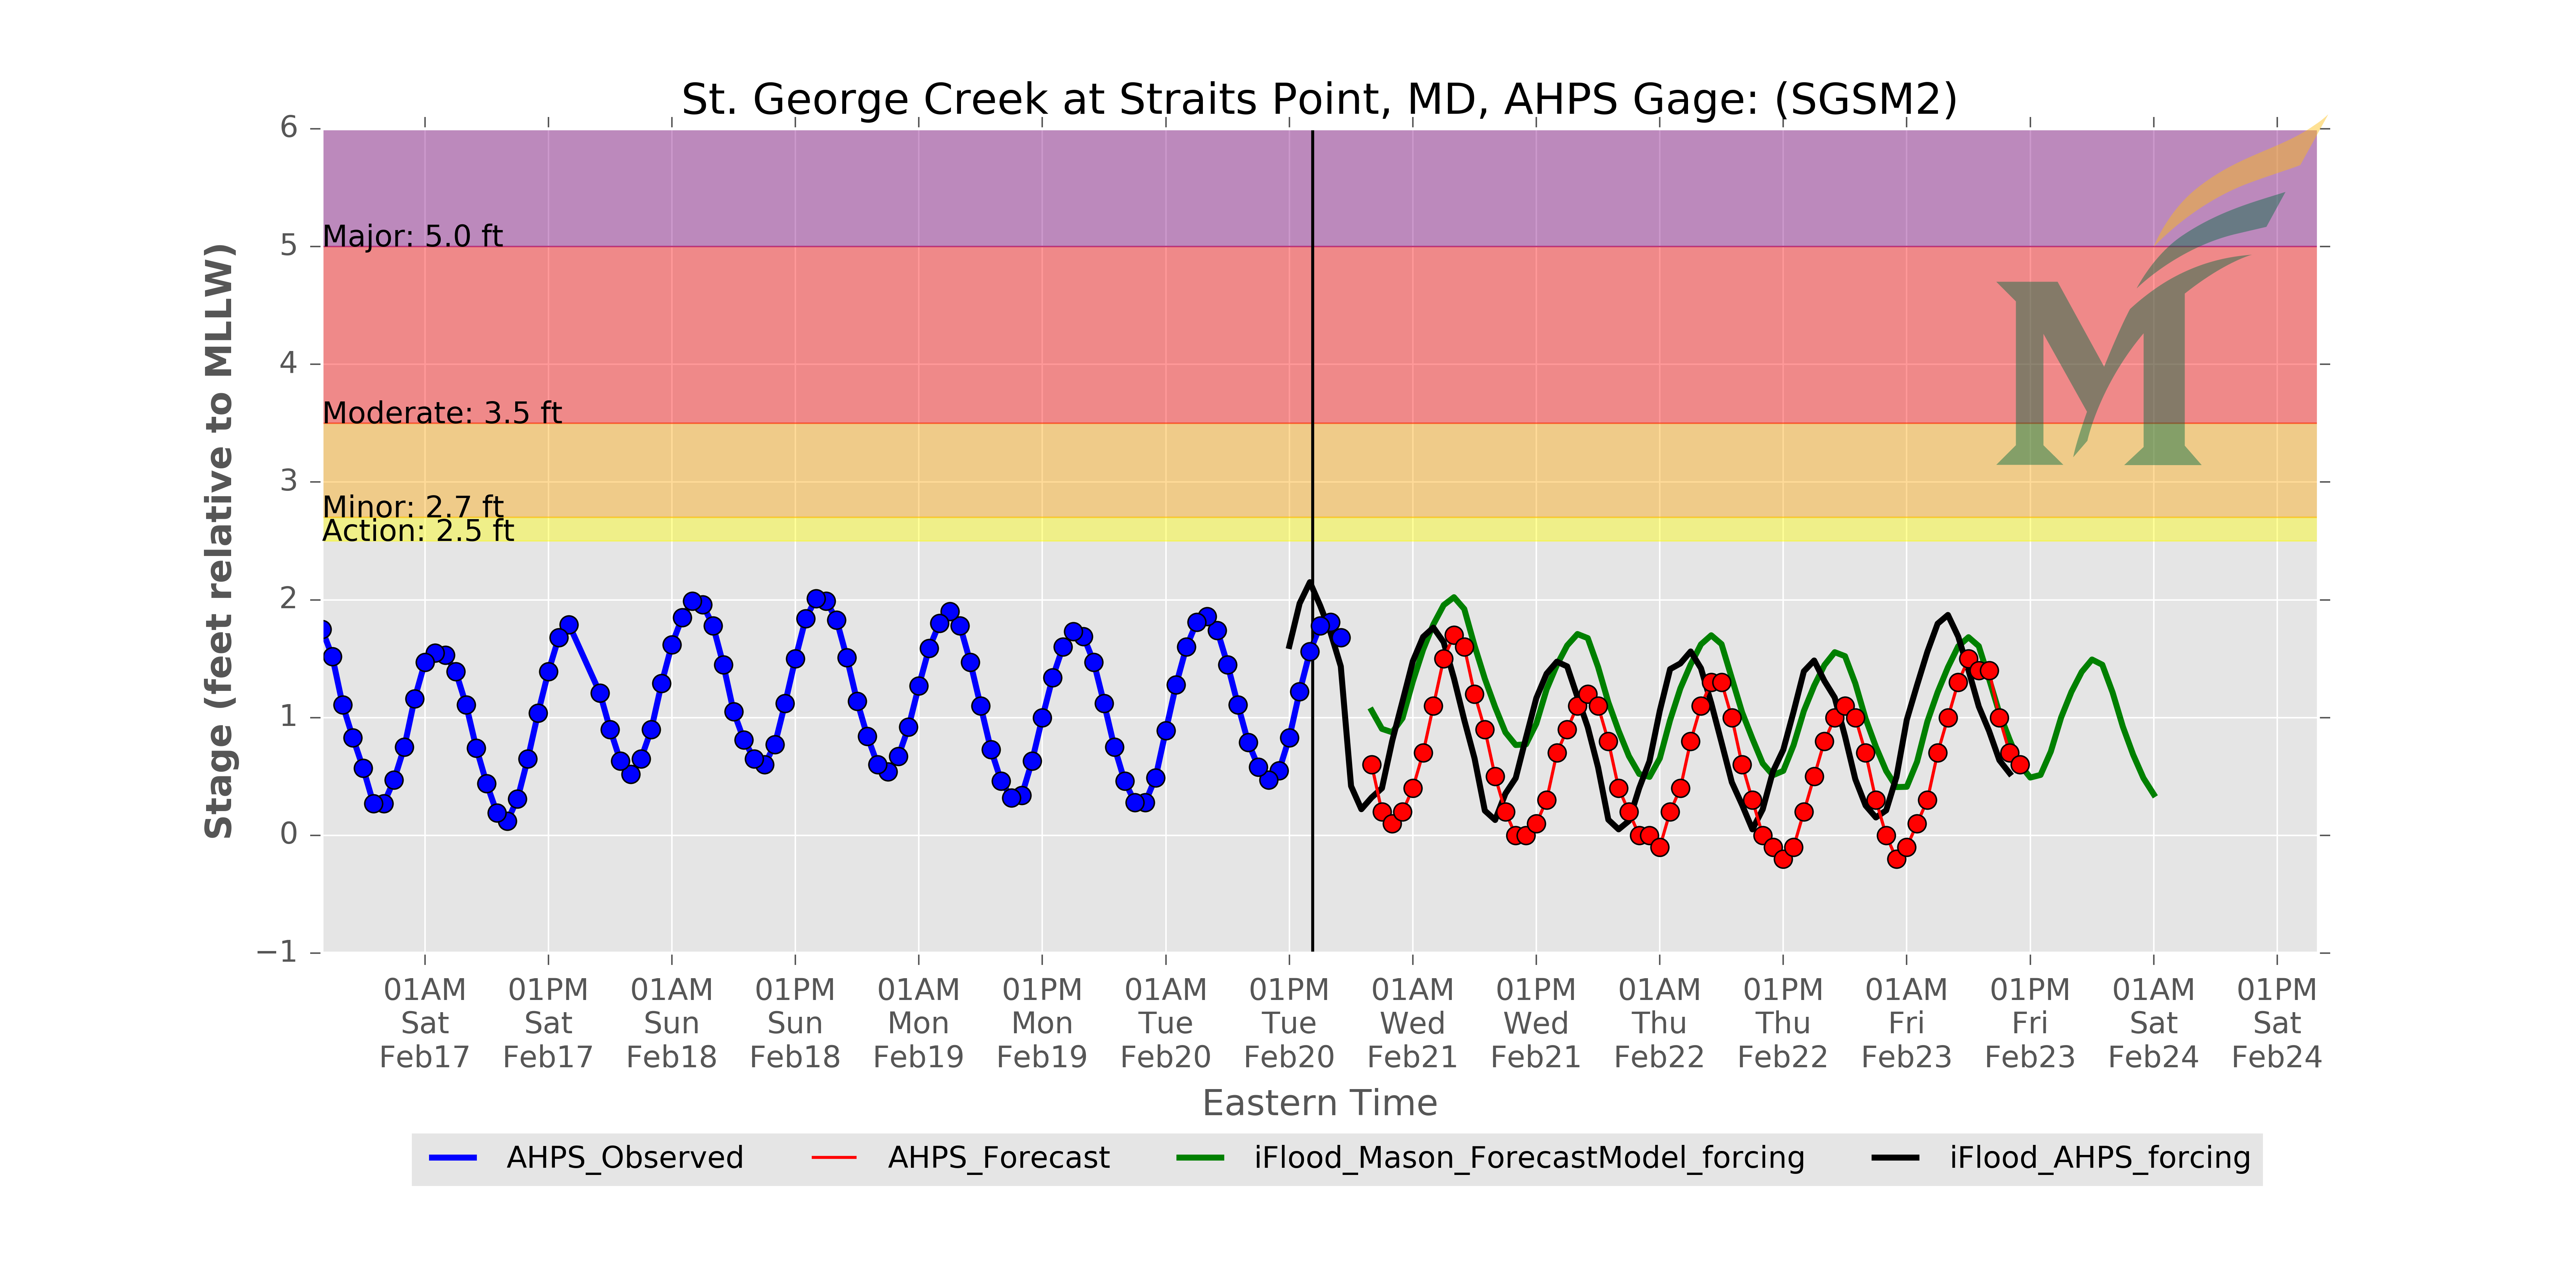 St. George Creek at Straits Point, MD, AHPS Gage: (SGSM2)
6
5
4
3
2
1
0
−1
Stage (feet relative to MLLW)
Major: 5.0 ft
Moderate: 3.5 ft
Minor: 2.7 ft
Action: 2.5 ft
M
01AM 01PM 01AM 01PM 01AM 01PM 01AM 01PM 01AM 01PM 01AM 01PM 01AM 01PM 01AM 01PM
Sat Sat Sun Sun Mon Mon Tue Tue Wed Wed Thu Thu Fri Fri Sat Sat
Feb17 Feb17 Feb18 Feb18 Feb19 Feb19 Feb20 Feb20 Feb21 Feb21 Feb22 Feb22 Feb23 Feb23 Feb24 Feb24
Eastern Time
AHPS_Observed AHPS_Forecast iFlood_Mason_ForecastModel_forcing iFlood_AHPS_forcing